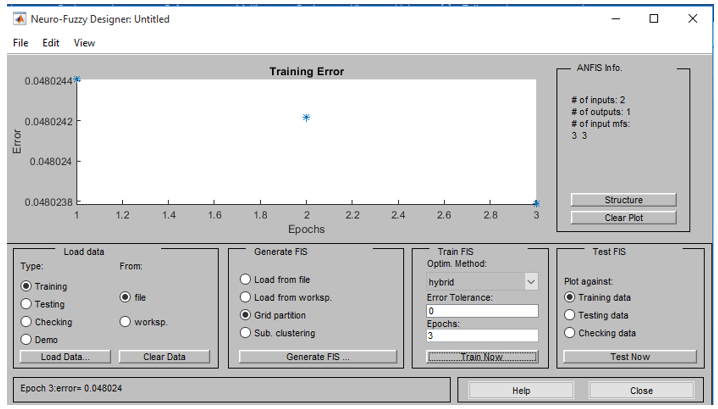 Neuro-Fuzzy Designer: Untitled
File Edit View
Training Error
0.0480244
0.0480242
0.048024
0.0480238
Error
1 1.2 1.4 1.6 1.8 2 2.2 2.4 2.6 2.8 3
Epochs
ANFIS Info.
# of inputs: 2
# of outputs: 1
# of input mfs:
3 3
Structure
Clear Plot
Load data
Type: From:
Training
Testing
Checking
Demo
file
worksp.
Load Data... Clear Data
Generate FIS
Load from file
Load from worksp.
Grid partition
Sub. clustering
Generate FIS ...
Train FIS
Optim. Method:
hybrid
Error Tolerance:
0
Epochs:
3
Train Now
Test FIS
Plot against:
Training data
Testing data
Checking data
Test Now
Epoch 3:error= 0.048024
Help Close